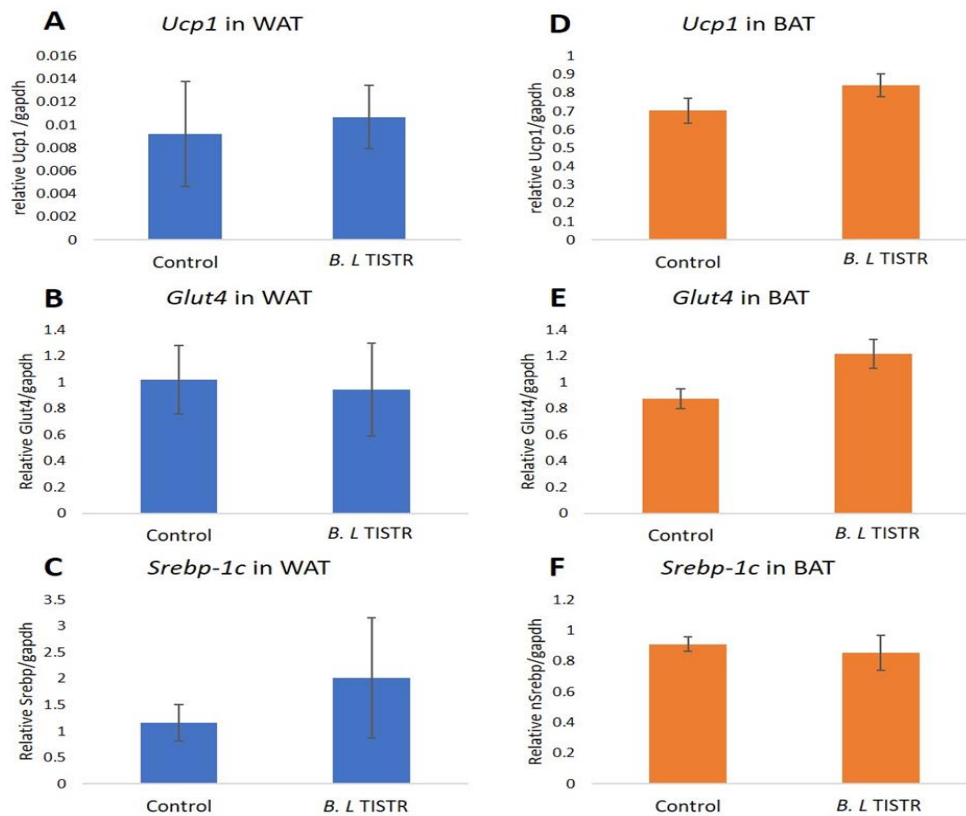 A
Ucp1 in WAT
relative Ucp1 /gapdh
0.016
0.014
0.012
0.01
0.008
0.006
0.004
0.002
0
Control
B. L TISTR
D
Ucp1 in BAT
relative Ucp1/gapdh
1
0.9
0.8
0.7
0.6
0.5
0.4
0.3
0.2
0.1
0
Control
B. L TISTR
B
Glut4 in WAT
Relative Glut4/gapdh
1.4
1.2
1
0.8
0.6
0.4
0.2
0
Control
B. L TISTR
E
Glut4 in BAT
Relative Glut4/gapdh
1.4
1.2
1
0.8
0.6
0.4
0.2
0
Control
B. L TISTR
C
Srebp-1c in WAT
Relative Srebp/gapdh
3.5
3
2.5
2
1.5
1
0.5
0
Control
B. L TISTR
F
Srebp-1c in BAT
Relative nSrebp/gapdh
1.2
1
0.8
0.6
0.4
0.2
0
Control
B. L TISTR